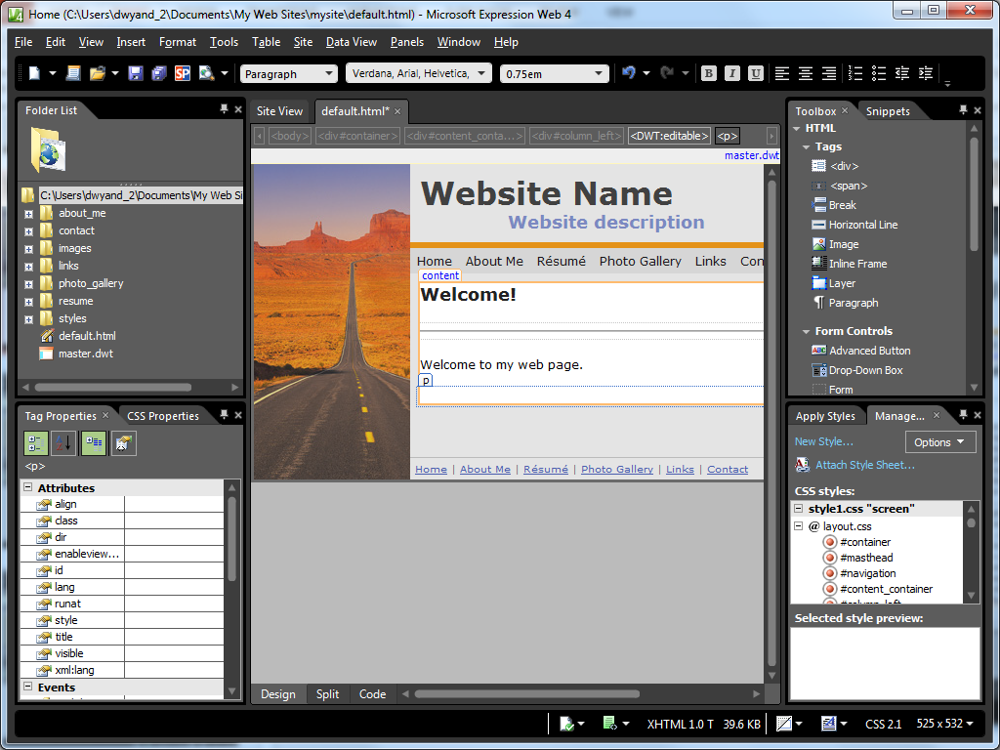 Home (C:\Users\dwyand_2\Documents\My Web Sites\mysite\default.html) - Microsoft Expression Web 4
File Edit View Insert Format Tools Table Site Data View Panels Window Help
SP Paragraph Verdana, Arial, Helvetica, 0.75em B I U
Folder List
C:\Users\dwyand_2\Documents\My Web Si
about_me
contact
images
links
photo_gallery
resume
styles
default.html
master.dwt
Tag Properties × CSS Properties
<p>
Attributes
align
class
dir
enableview...
id
lang
runat
style
title
visible
xml:lang
Events
Site View default.html* ×
<body> <div#container> <div#content_conta...> <div#column_left> <DWT:editable> <p>
master.dwt
Website Name
Website description
Home About Me Résumé Photo Gallery Links Con
content
Welcome!
Welcome to my web page.
p
Home | About Me | Résumé | Photo Gallery | Links | Contact
Design Split Code
Toolbox × Snippets
HTML
Tags
<div>
<span>
Break
Horizontal Line
Image
Inline Frame
Layer
Paragraph
Form Controls
Advanced Button
Drop-Down Box
Form
Apply Styles Manage... ×
New Style... Options
Attach Style Sheet...
CSS styles:
style1.css "screen"
@ layout.css
#container
#masthead
#navigation
#content_container
#column_left
Selected style preview:
XHTML 1.0 T 39.6 KB CSS 2.1 525 x 532